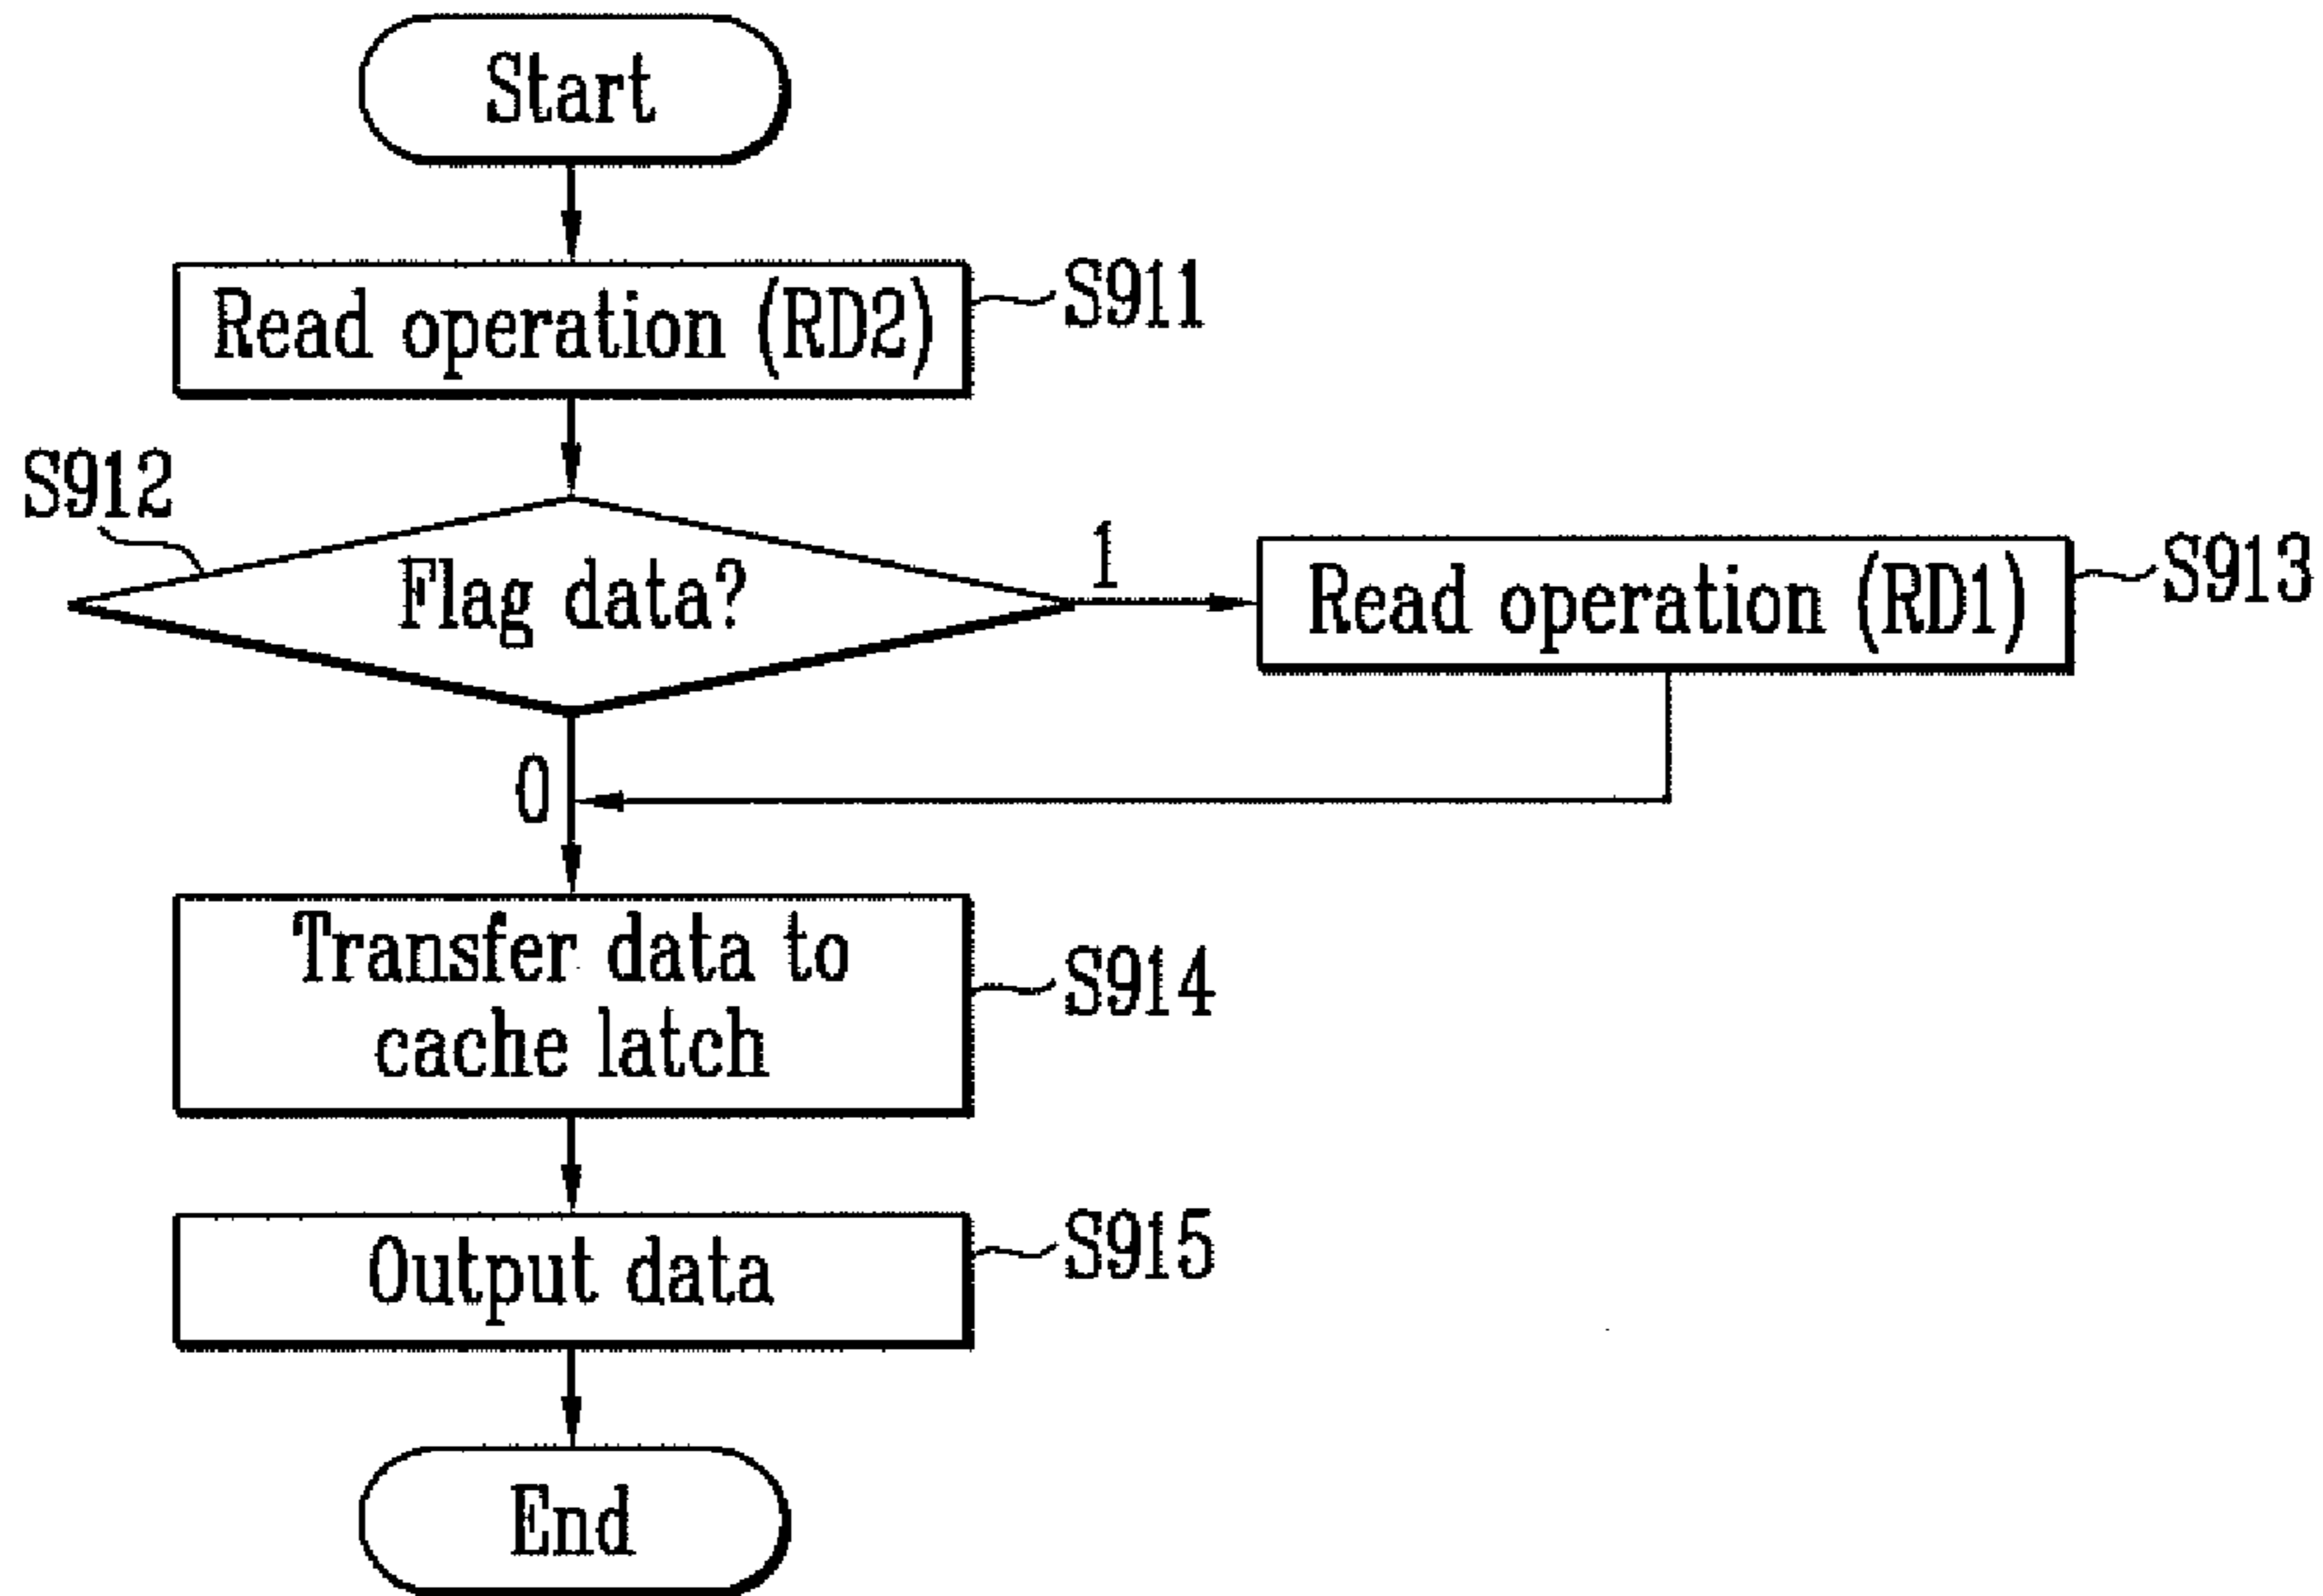 Start
Read operation (RD2)
S911
S912
Flag data?
1
Read operation (RD1)
S913
0
Transfer data to
cache latch
S914
Output data
S915
End